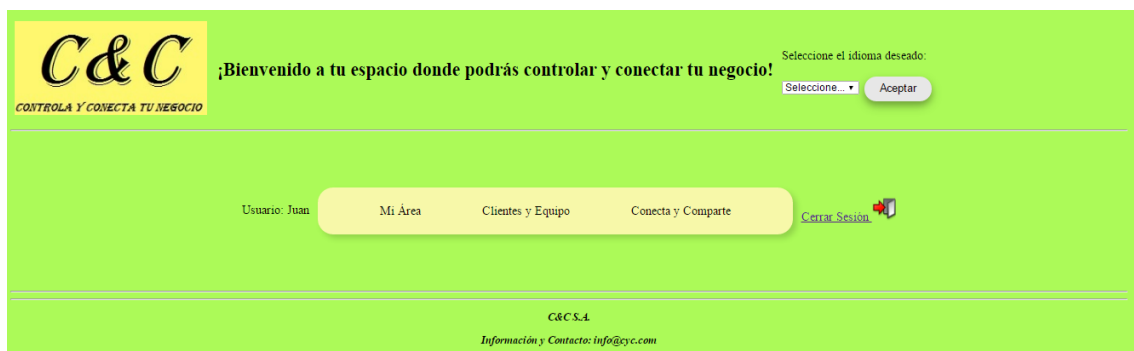 C&C
CONTROLA Y CONECTA TU NEGOCIO
¡Bienvenido a tu espacio donde podrás controlar y conectar tu negocio!
Seleccione el idioma deseado:
Seleccione... Aceptar
Usuario: Juan Mi Área Clientes y Equipo Conecta y Comparte Cerrar Sesión
C&C S.A.
Información y Contacto: info@cyc.com